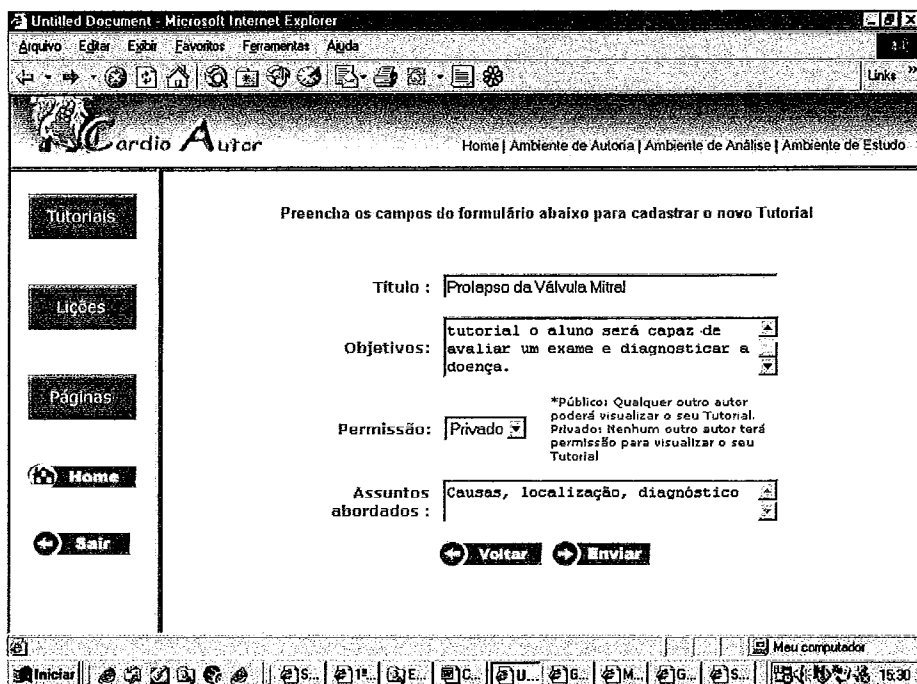 Untitled Document - Microsoft Internet Explorer
Arquivo Editar Exibir Favoritos Ferramentas Ajuda
Links »
Cardio Autor
Home | Ambiente de Autoria | Ambiente de Análise | Ambiente de Estudo
Tutoriais
Lições
Páginas
Home
Sair
Preencha os campos do formulário abaixo para cadastrar o novo Tutorial
Título : Prolapso da Válvula Mitral
Objetivos: tutorial o aluno será capaz de
avaliar um exame e diagnosticar a
doença.
Permissão: Privado
*Público: Qualquer outro autor
poderá visualizar o seu Tutorial.
Privado: Nenhum outro autor terá
permissão para visualizar o seu
Tutorial
Assuntos
abordados :
Causas, localização, diagnóstico
Voltar Enviar
Meu computador
Iniciar S... 1ª... E... C... U... G... M... G... S... 15:30